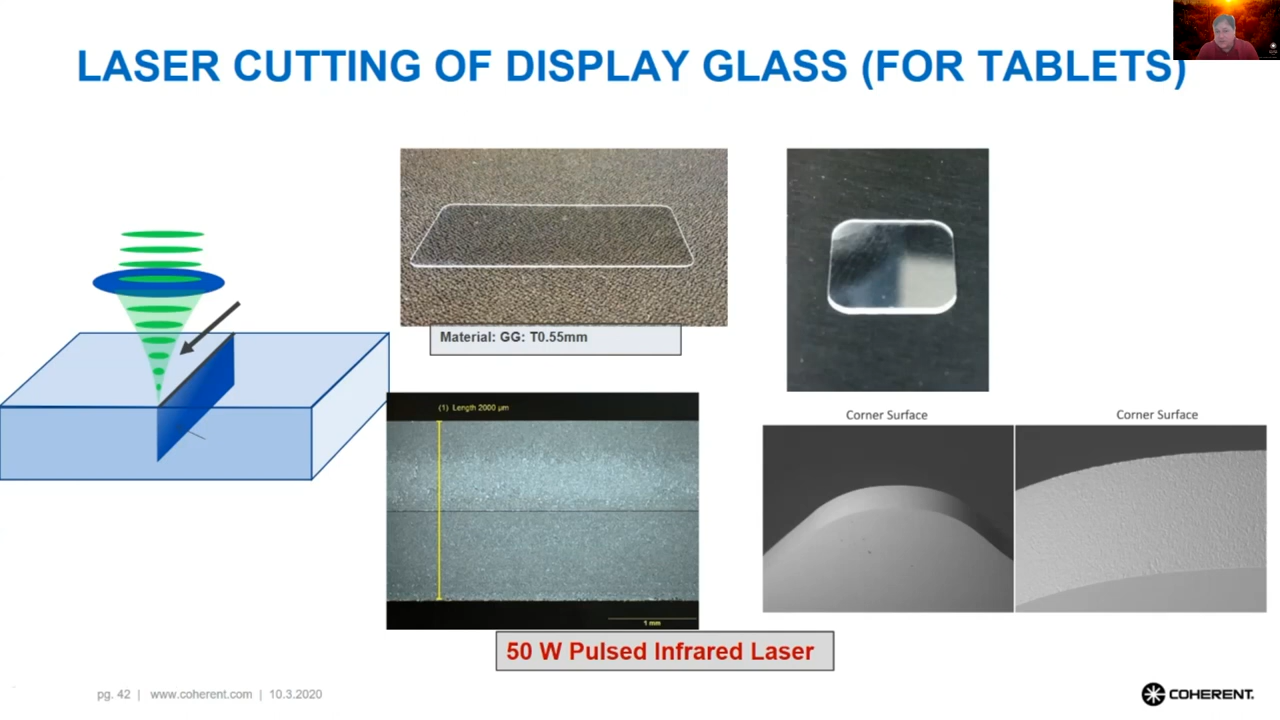 LASER CUTTING OF DISPLAY GLASS (FOR TABLETS)
Material: GG: T0.55mm
(1) Length 2000 µm
1 mm
Corner Surface
Corner Surface
50 W Pulsed Infrared Laser
pg. 42 | www.coherent.com | 10.3.2020
COHERENT.